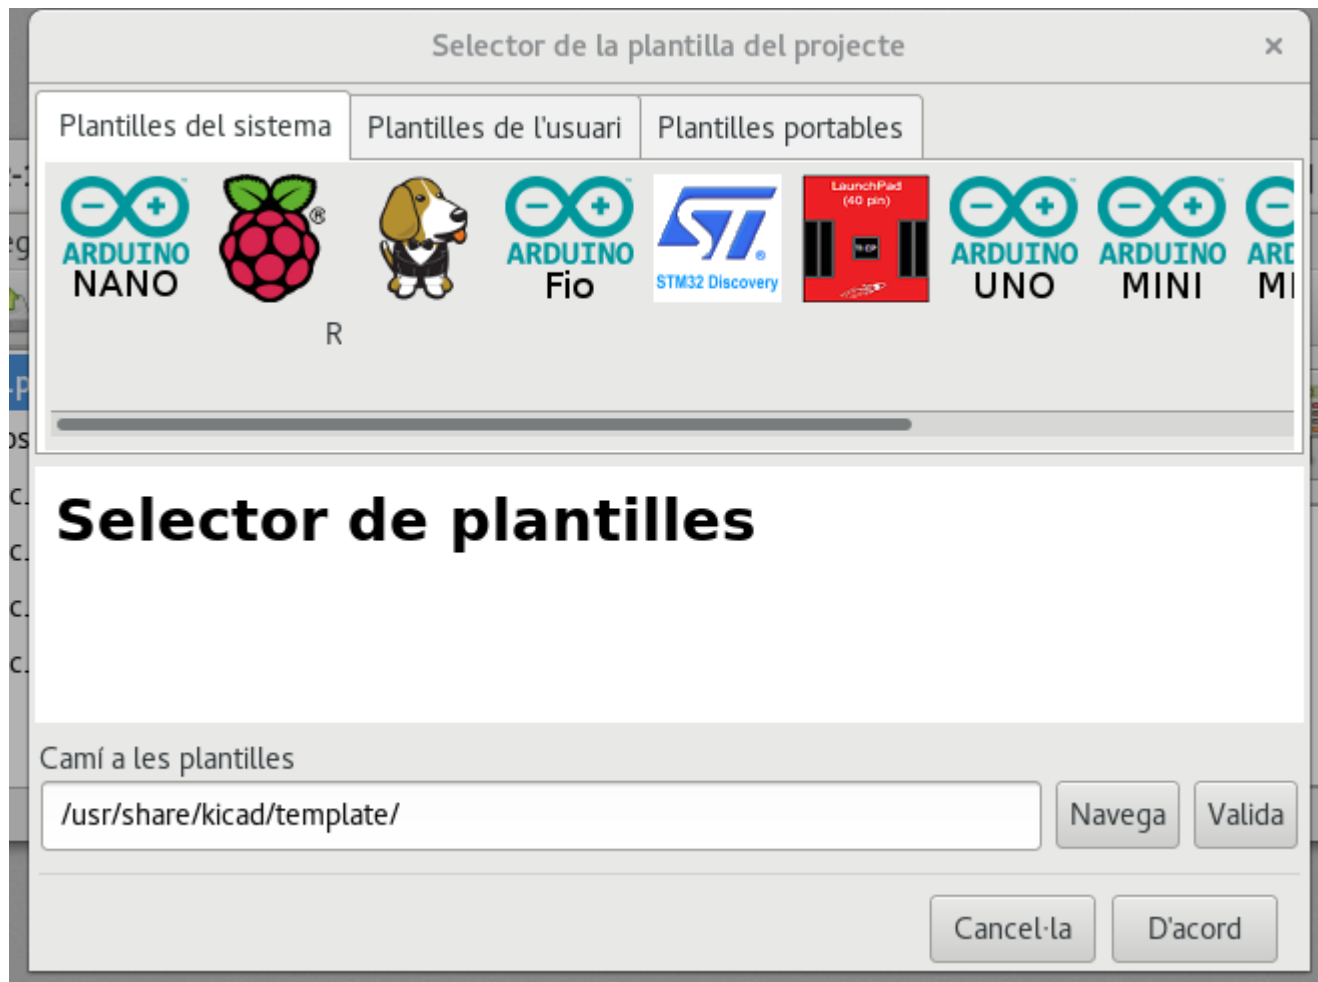 Selector de la plantilla del projecte
Plantilles del sistema
Plantilles de l'usuari
Plantilles portables
ARDUINO
NANO
®
ARDUINO
Fio
STM32 Discovery
LaunchPad
(40 pin)
ARDUINO
UNO
ARDUINO
MINI
R
Selector de plantilles
Camí a les plantilles
/usr/share/kicad/template/
Navega
Valida
Cancel·la
D'acord